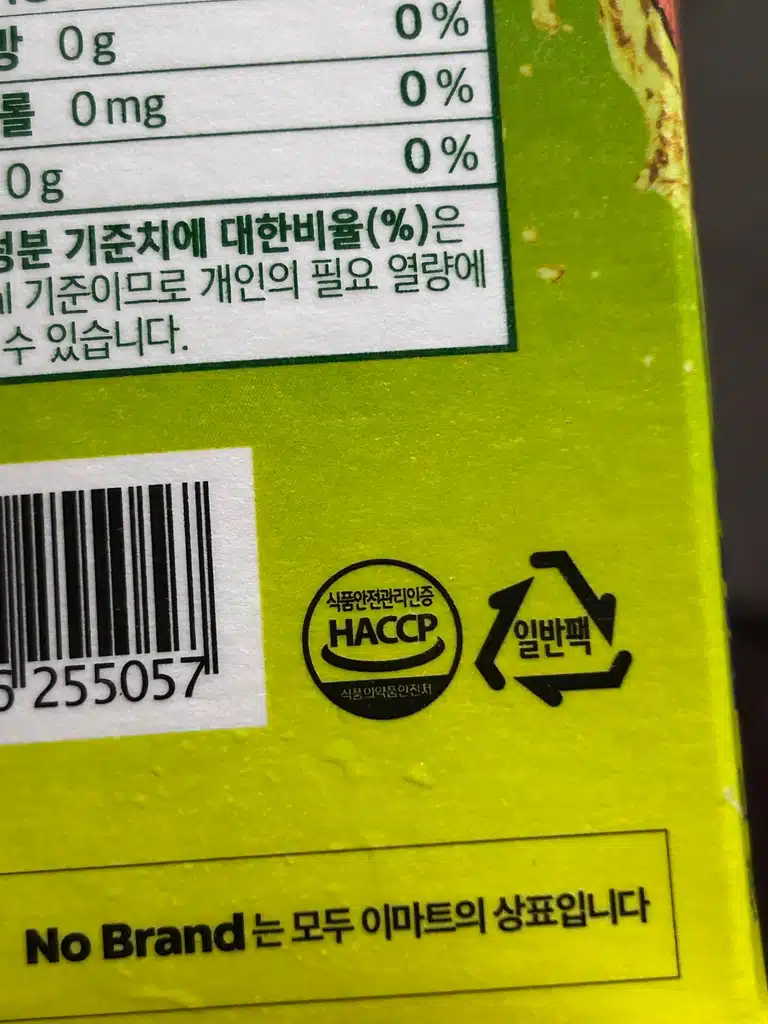 방 0g 0%
롤 0mg 0%
0g 0%
성분 기준치에 대한비율(%)은
기준이므로 개인의 필요 열량에
수 있습니다.
255057
식품안전관리인증
HACCP
식품의약품안전처
일반팩
No Brand는 모두 이마트의 상표입니다